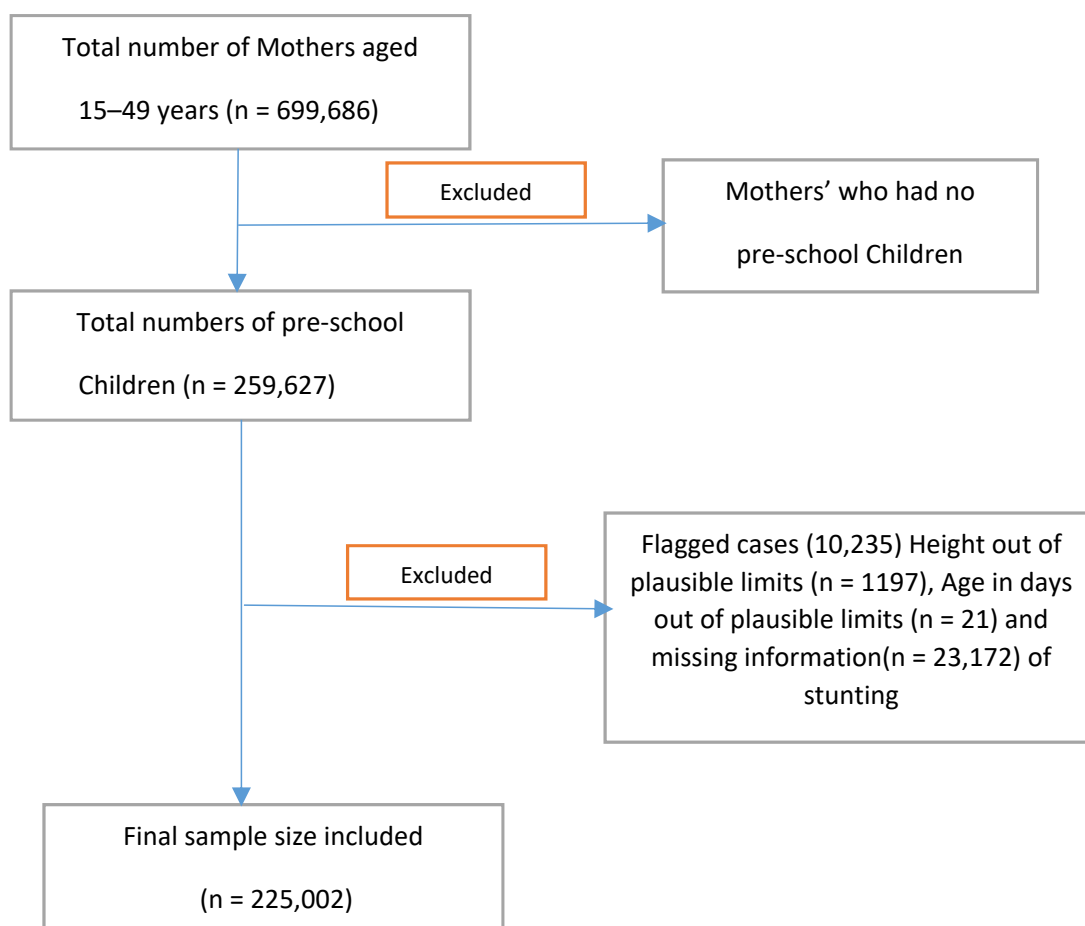 Total number of Mothers aged
15–49 years (n = 699,686)
Excluded
Mothers’ who had no
pre-school Children
Total numbers of pre-school
Children (n = 259,627)
Excluded
Flagged cases (10,235) Height out of
plausible limits (n = 1197), Age in days
out of plausible limits (n = 21) and
missing information(n = 23,172) of
stunting
Final sample size included
(n = 225,002)